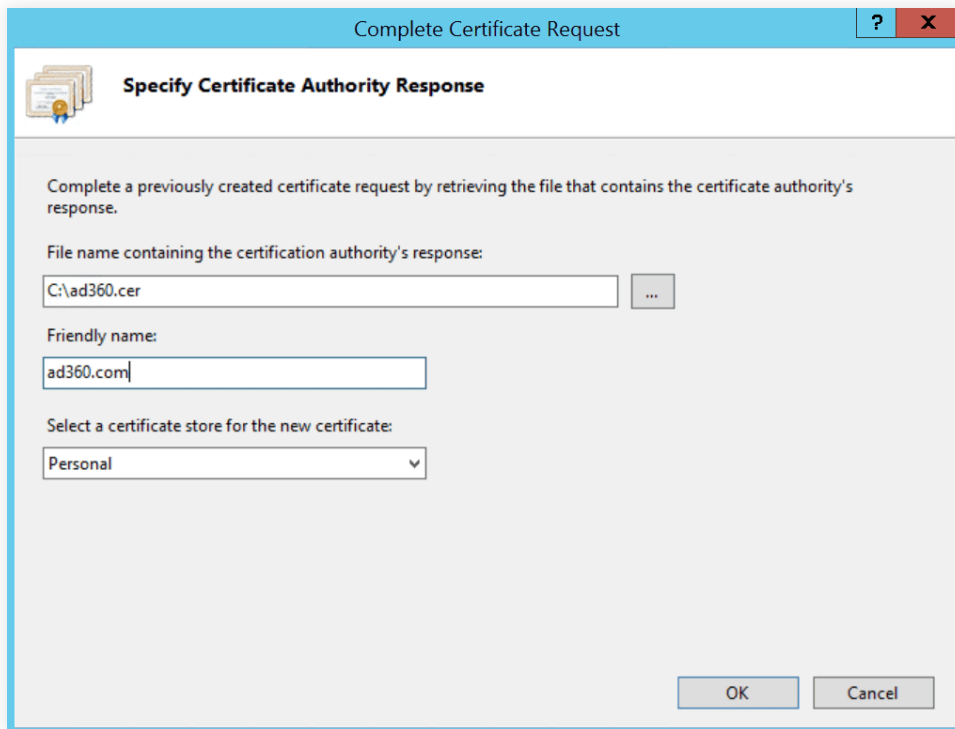 Complete Certificate Request
?
X
Specify Certificate Authority Response
Complete a previously created certificate request by retrieving the file that contains the certificate authority's
response.
File name containing the certification authority's response:
C:\ad360.cer
...
Friendly name:
ad360.com
Select a certificate store for the new certificate:
Personal
OK
Cancel